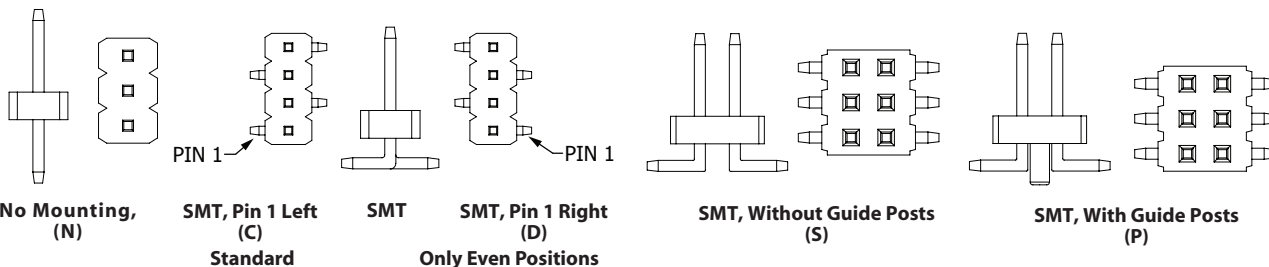 PIN 1
PIN 1
No Mounting,
(N)
SMT, Pin 1 Left
(C)
Standard
SMT
SMT, Pin 1 Right
(D)
Only Even Positions
SMT, Without Guide Posts
(S)
SMT, With Guide Posts
(P)